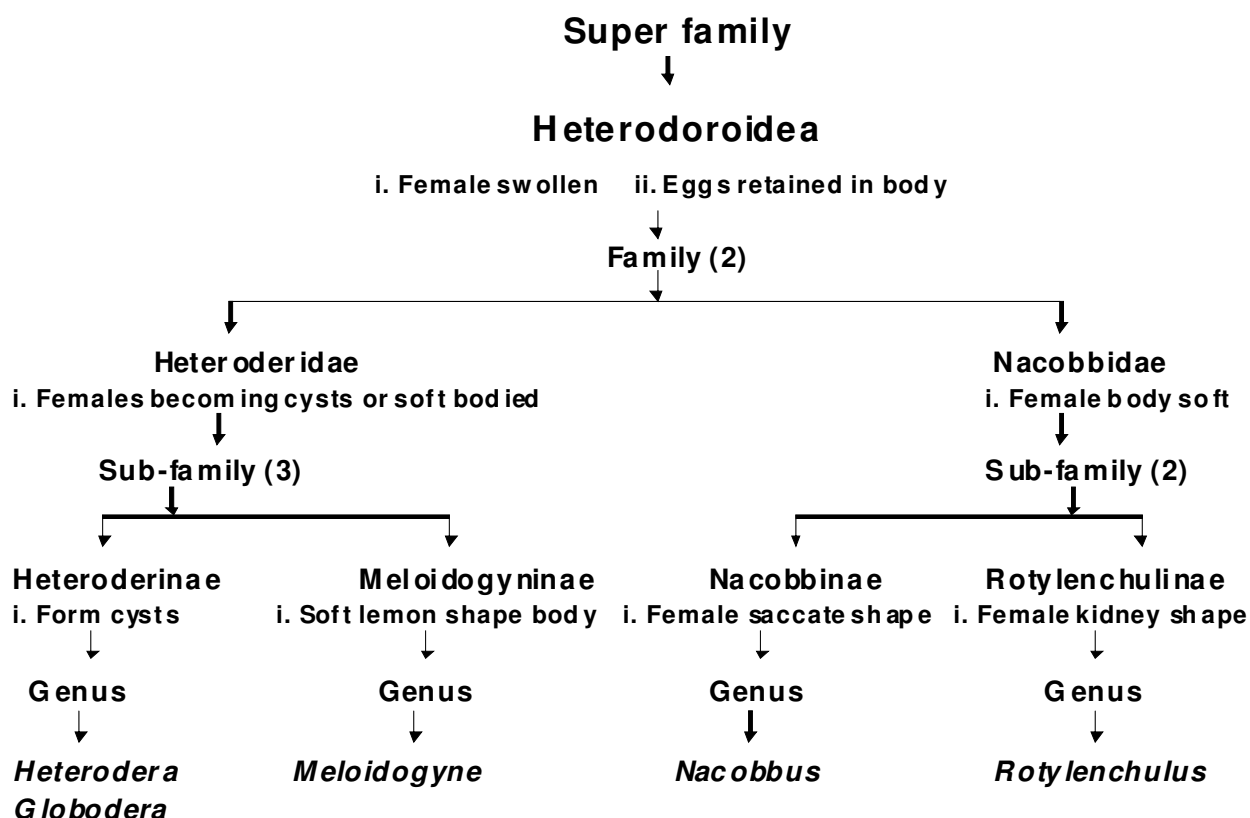 Super family
Heterodoroidea
i. Female swollen ii. Eggs retained in body
Family (2)
Heteroderidae Nacobbidae
i. Females becoming cysts or soft bodied i. Female body soft
Sub-family (3) Sub-family (2)
Heteroderinae Meloidogyninae Nacobbinae Rotylenchulinae
i. Form cysts i. Soft lemon shape body i. Female saccate shape i. Female kidney shape
Genus Genus Genus Genus
Heterodera Meloidogyne Nacobbus Rotylenchulus
Globodera